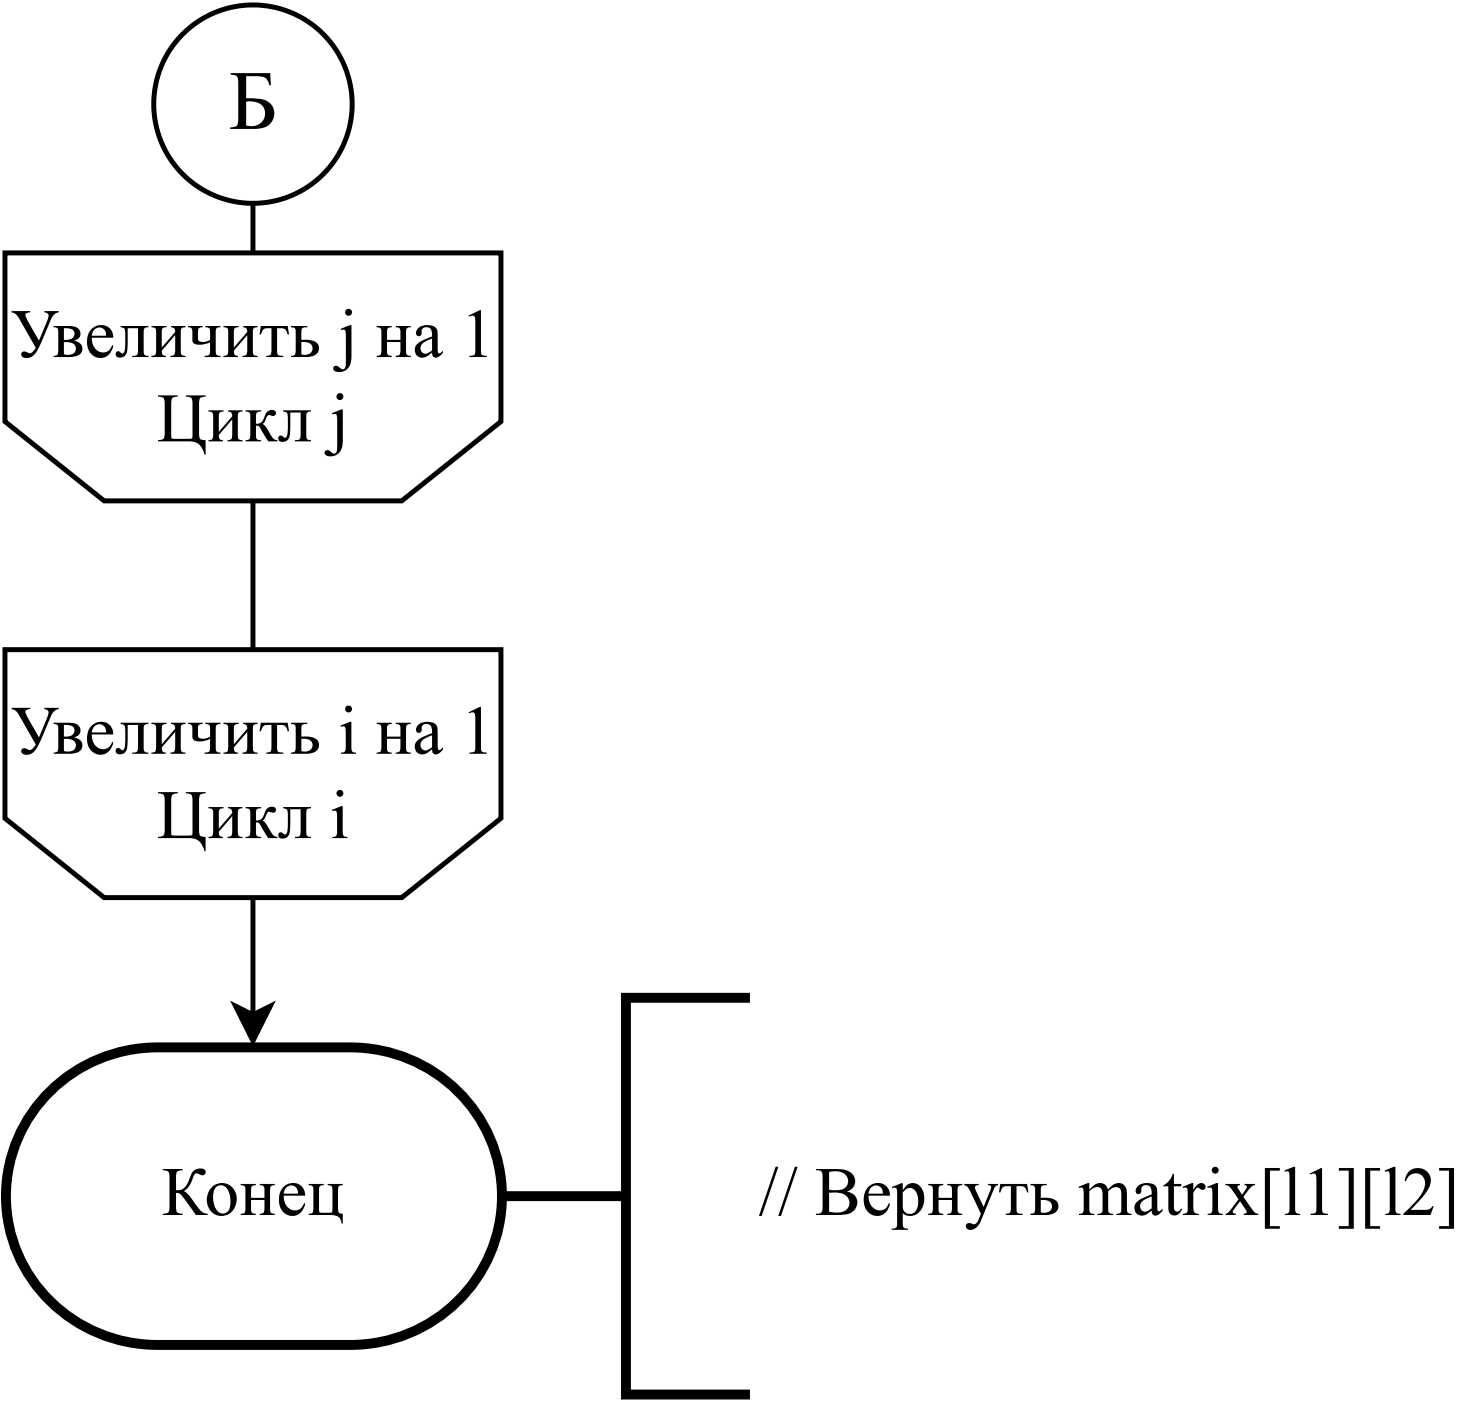 Б
Увеличить j на 1
Цикл j
Увеличить i на 1
Цикл i
Конец
// Вернуть matrix[l1][l2]